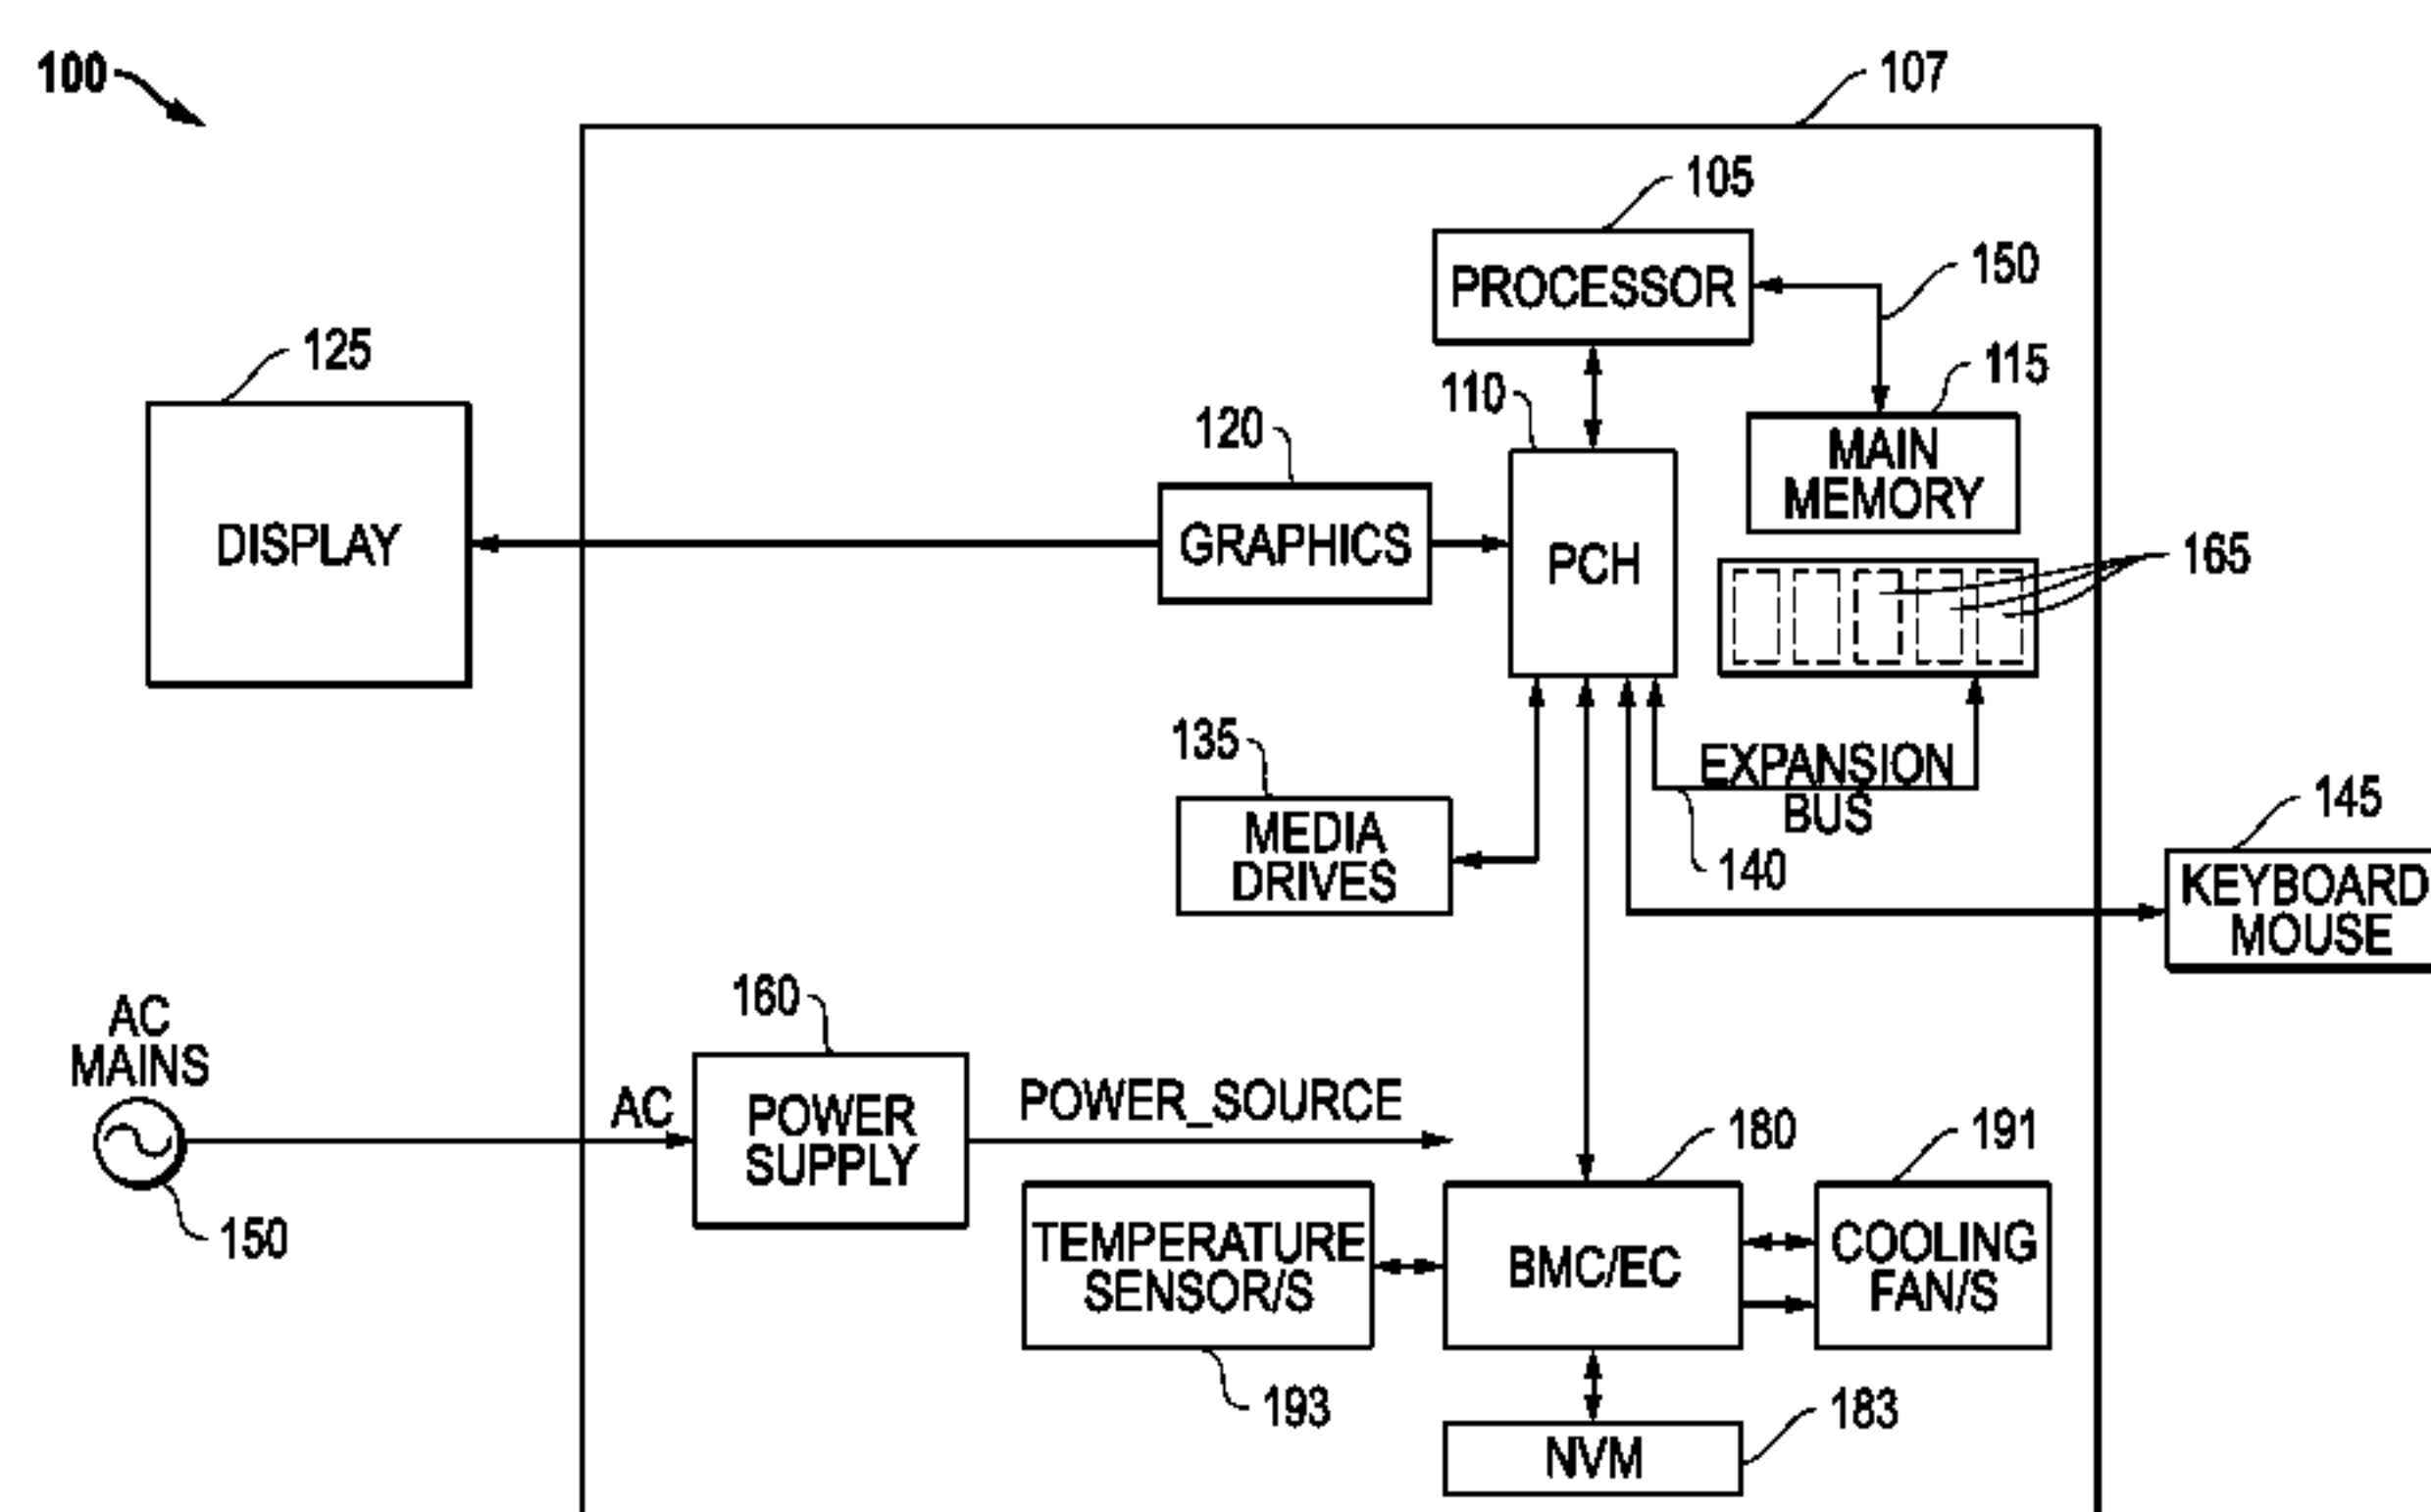 100
107
105
PROCESSOR
150
125
115
110
120
MAIN
MEMORY
DISPLAY
GRAPHICS
PCH
165
135
EXPANSION
BUS
145
MEDIA
DRIVES
140
KEYBOARD
MOUSE
160
AC
MAINS
AC
POWER
SUPPLY
POWER_SOURCE
180
191
150
TEMPERATURE
SENSOR/S
BMC/EC
COOLING
FAN/S
193
183
NVM